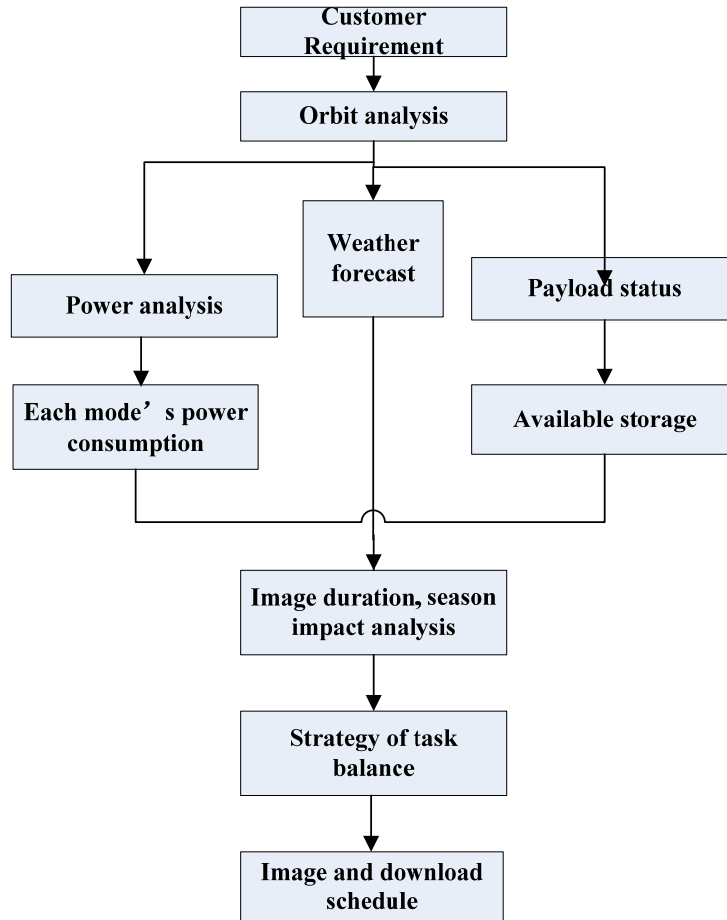 Customer
Requirement
Orbit analysis
Weather
forecast
Power analysis
Payload status
Each mode’s power
consumption
Available storage
Image duration, season
impact analysis
Strategy of task
balance
Image and download
schedule